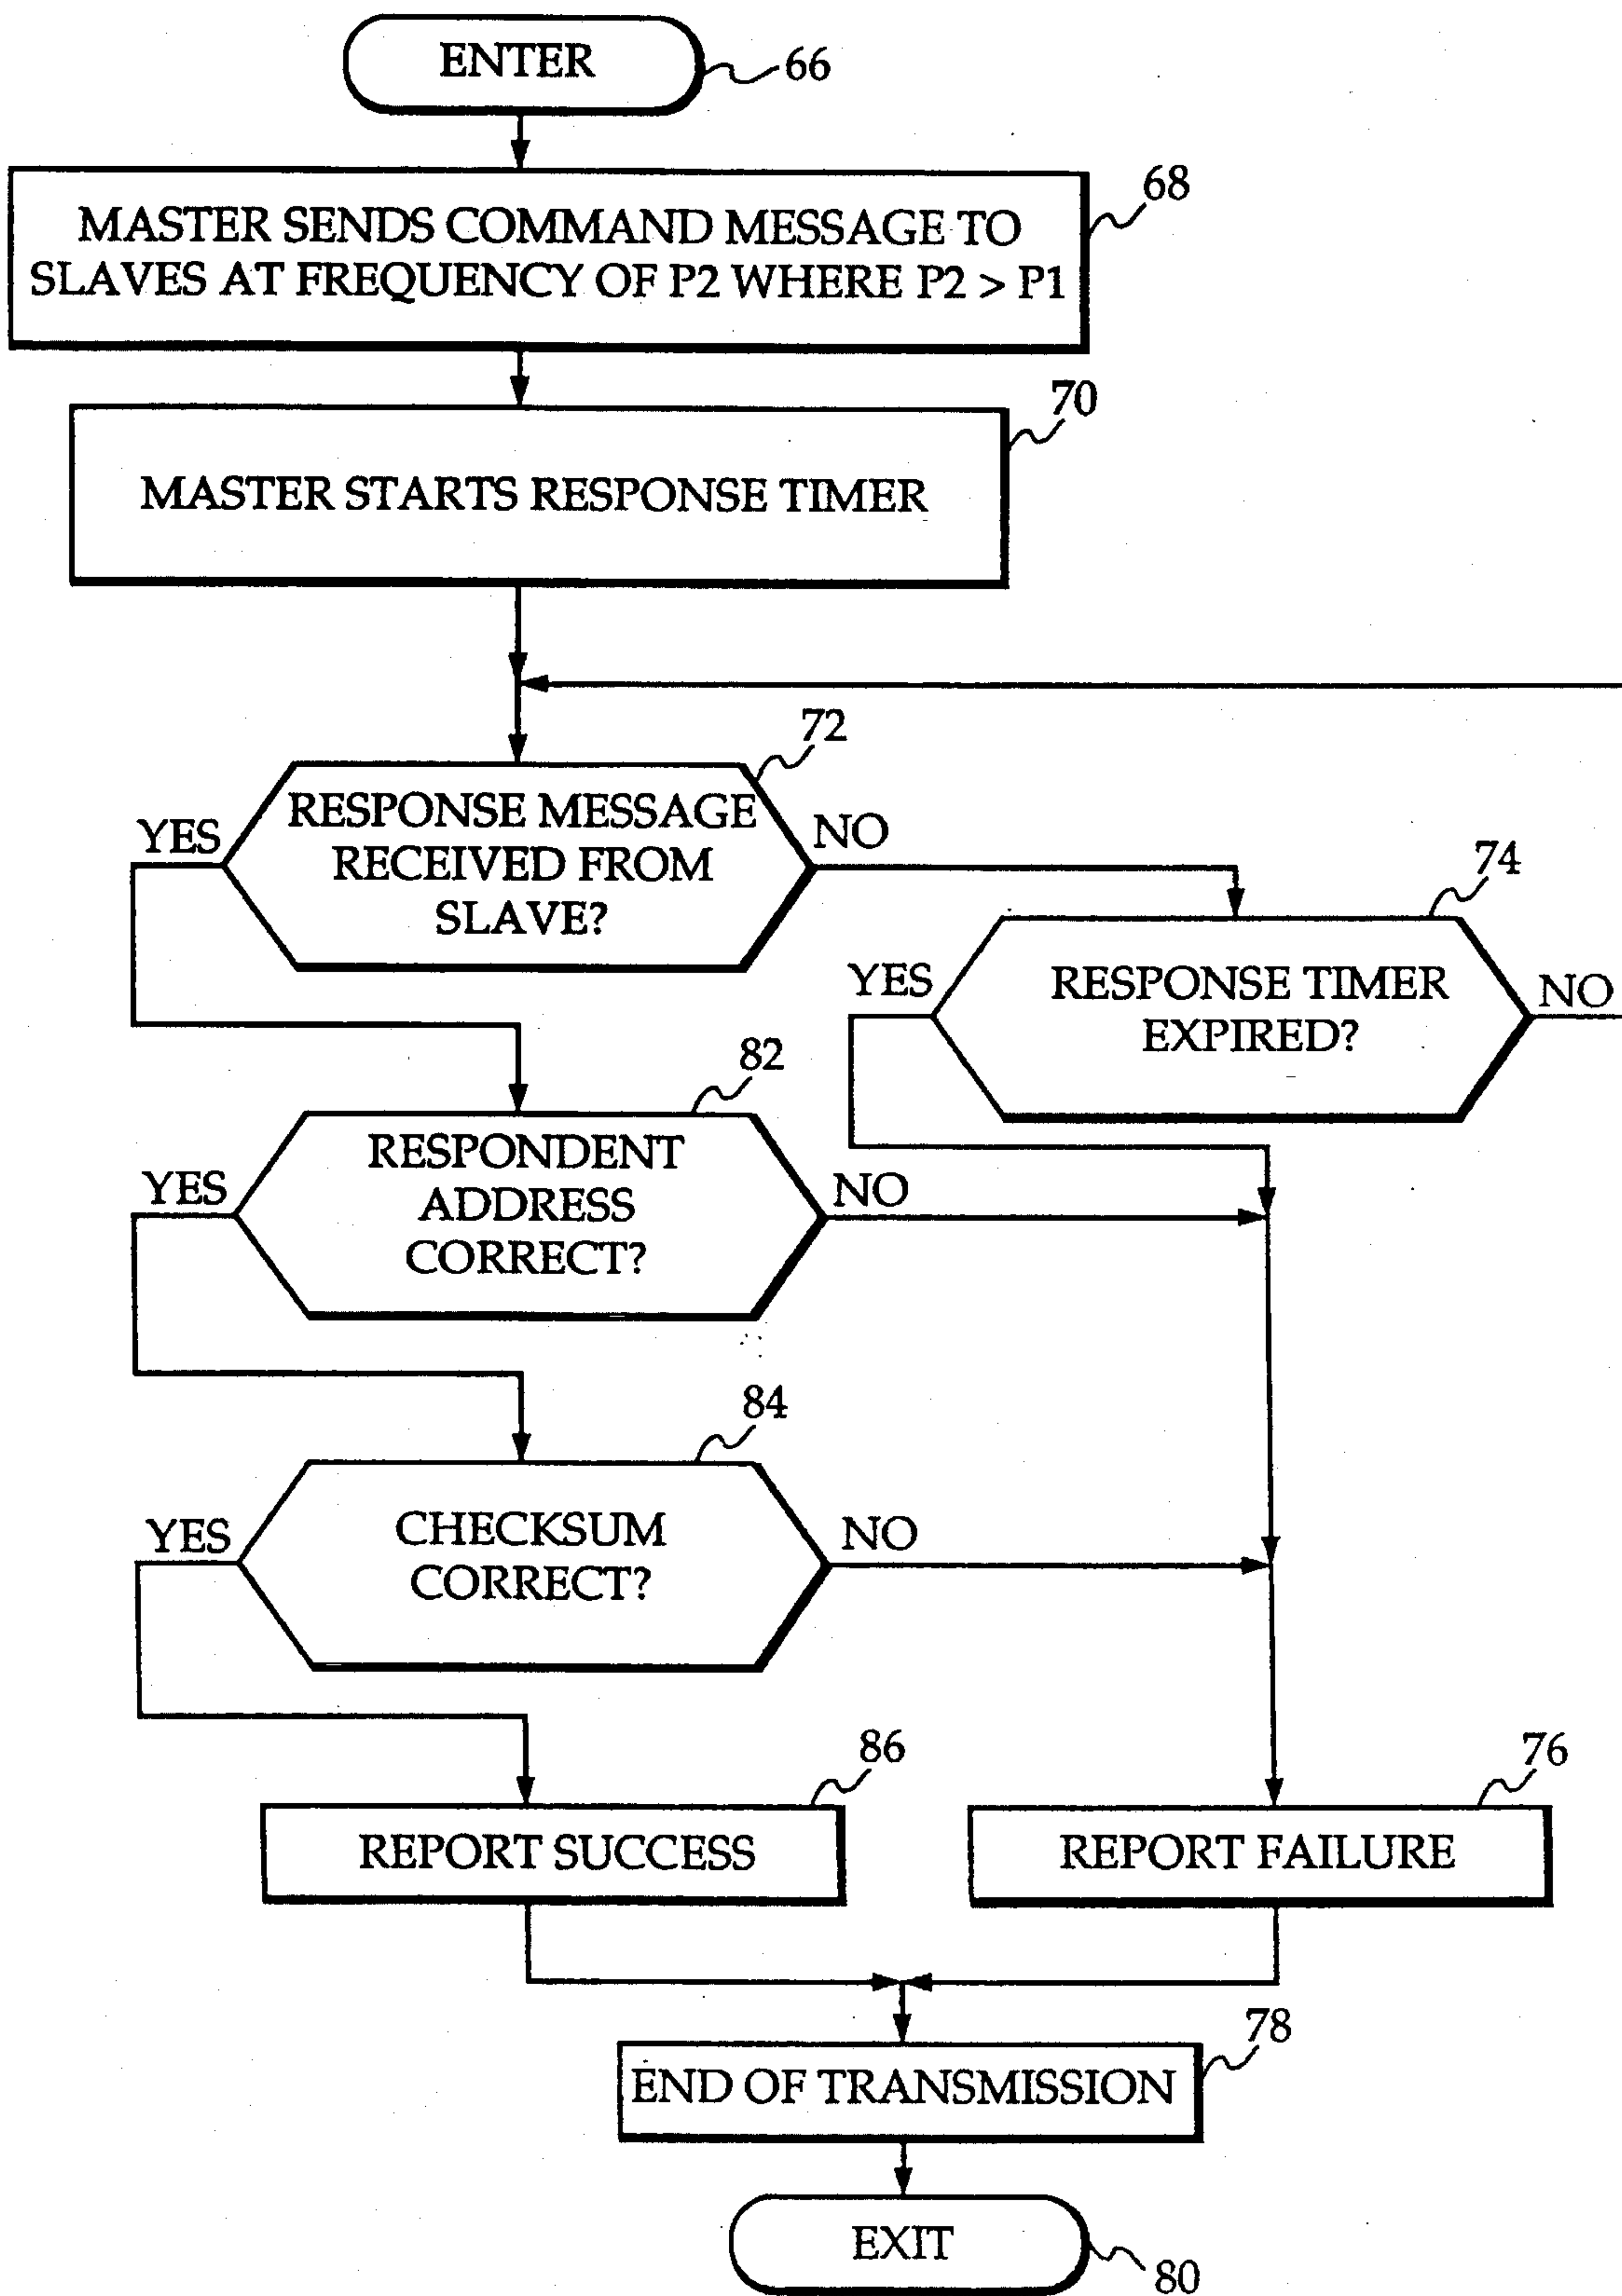 ENTER
66
68
MASTER SENDS COMMAND MESSAGE TO
SLAVES AT FREQUENCY OF P2 WHERE P2 > P1
70
MASTER STARTS RESPONSE TIMER
72
RESPONSE MESSAGE
RECEIVED FROM
SLAVE?
YES
NO
74
RESPONSE TIMER
EXPIRED?
YES
NO
82
RESPONDENT
ADDRESS
CORRECT?
YES
NO
84
CHECKSUM
CORRECT?
YES
NO
86
REPORT SUCCESS
76
REPORT FAILURE
78
END OF TRANSMISSION
EXIT
80